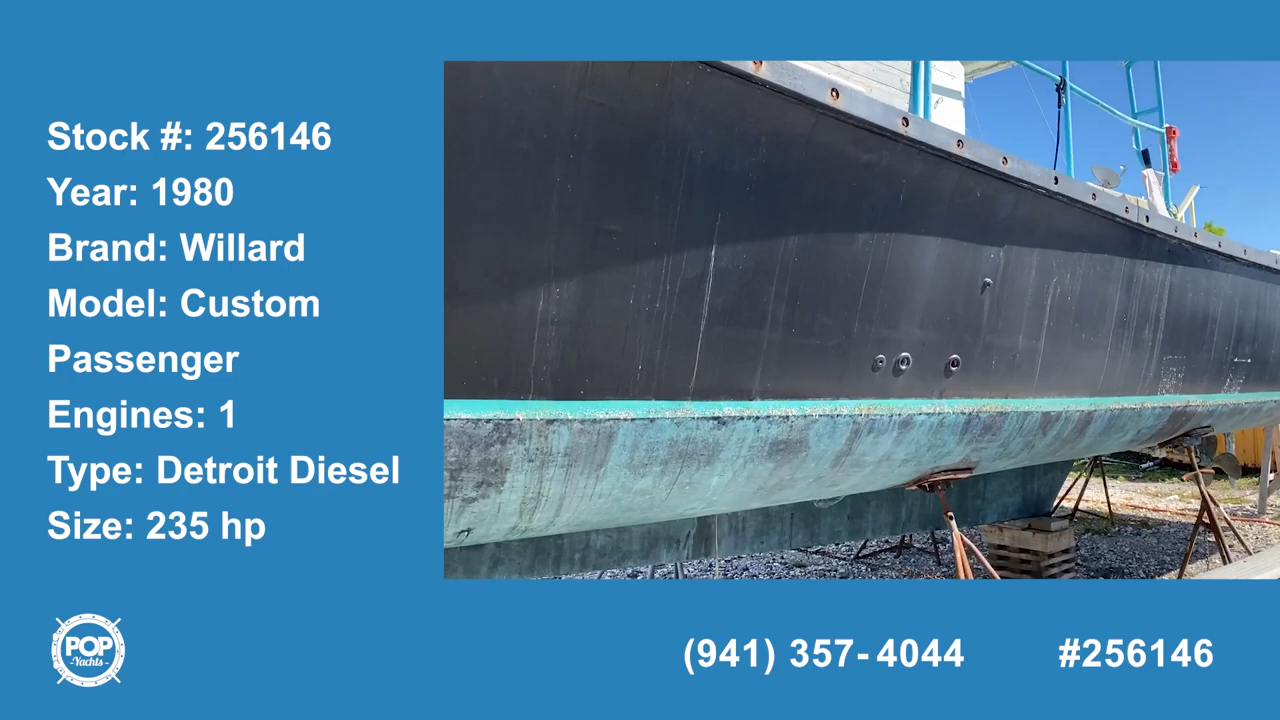 Stock #: 256146
Year: 1980
Brand: Willard
Model: Custom
Passenger
Engines: 1
Type: Detroit Diesel
Size: 235 hp
POP
Yachts
(941) 357-4044
#256146